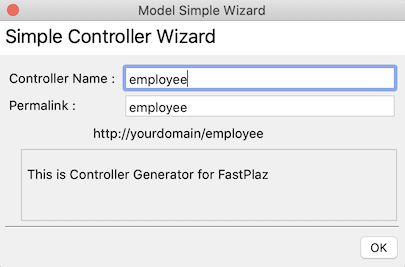 Model Simple Wizard
Simple Controller Wizard
Controller Name : employee
Permalink : employee
http://yourdomain/employee
This is Controller Generator for FastPlaz
OK